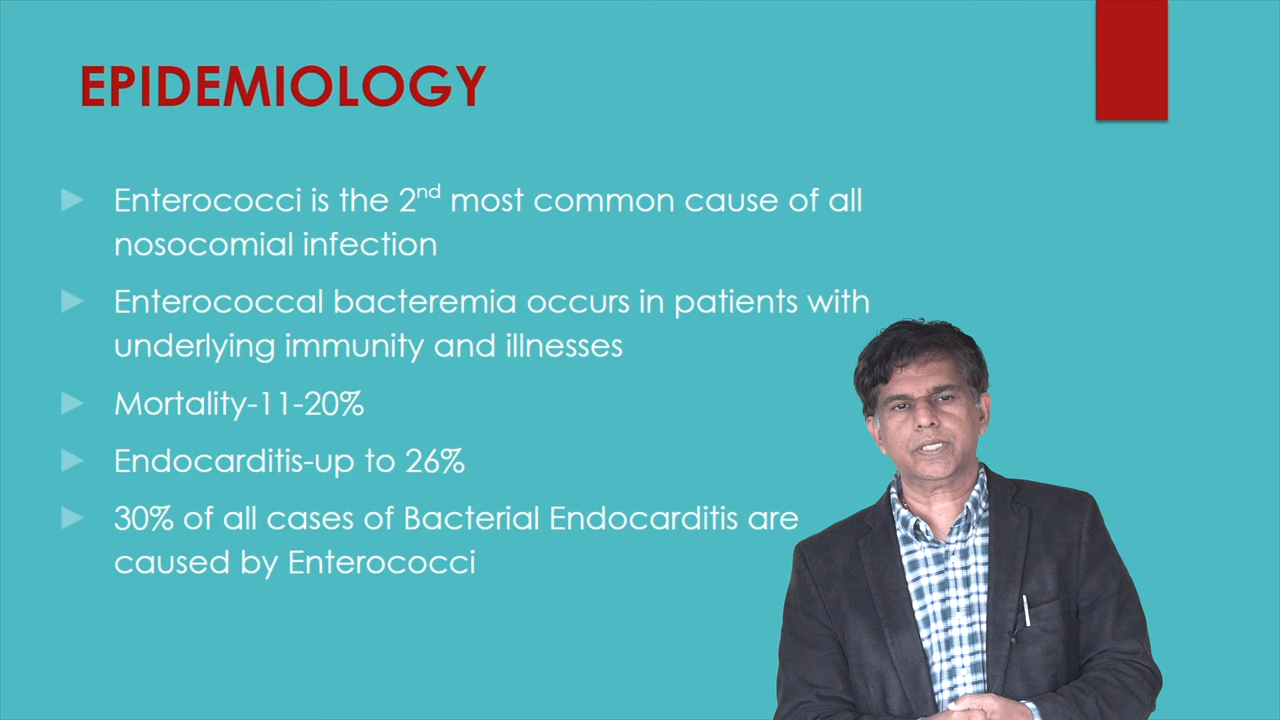 EPIDEMIOLOGY
Enterococci is the 2nd most common cause of all
nosocomial infection
Enterococcal bacteremia occurs in patients with
underlying immunity and illnesses
Mortality-11-20%
Endocarditis-up to 26%
30% of all cases of Bacterial Endocarditis are
caused by Enterococci